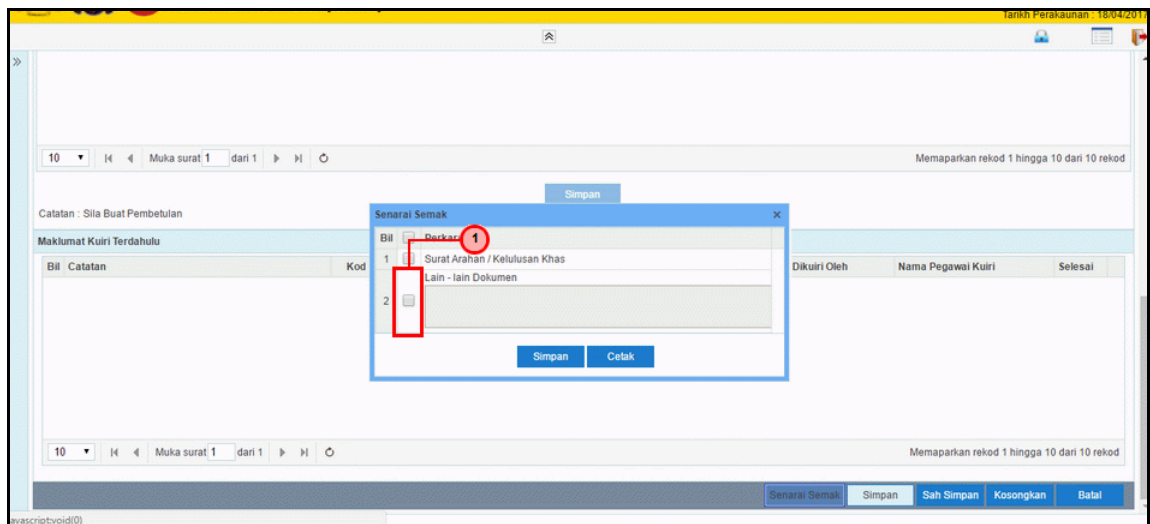 Tarikh Perakaunan : 18/04/2017
10 Muka surat 1 dari 1 Memaparkan rekod 1 hingga 10 dari 10 rekod
Simpan
Catatan : Sila Buat Pembetulan
Senarai Semak
Bil Perkara 1
1 Surat Arahan / Kelulusan Khas
Lain - lain Dokumen
2
Simpan Cetak
Maklumat Kuiri Terdahulu
Bil Catatan Kod Dikuiri Oleh Nama Pegawai Kuiri Selesai
10 Muka surat 1 dari 1 Memaparkan rekod 1 hingga 10 dari 10 rekod
Senarai Semak Simpan Sah Simpan Kosongkan Batal
avascript:void(0)